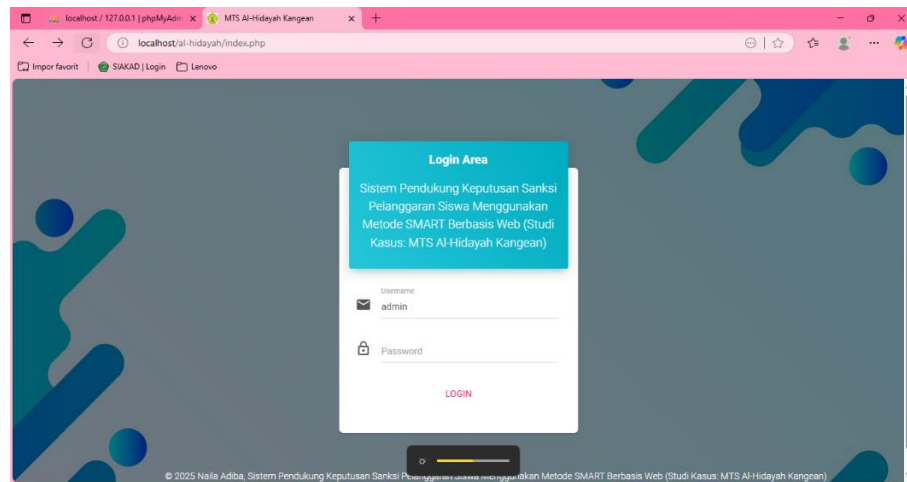 localhost / 127.0.0.1 | phpMyAdm
MTS Al-Hidayah Kangean
localhost/al-hidayah/index.php
Impor favorit
SIAKAD | Login
Lenovo
Login Area
Sistem Pendukung Keputusan Sanksi
Pelanggaran Siswa Menggunakan
Metode SMART Berbasis Web (Studi
Kasus: MTS Al-Hidayah Kangean)
Username
admin
Password
LOGIN
© 2025 Naila Adiba, Sistem Pendukung Keputusan Sanksi Pelanggaran Siswa Menggunakan Metode SMART Berbasis Web (Studi Kasus: MTS Al-Hidayah Kangean)